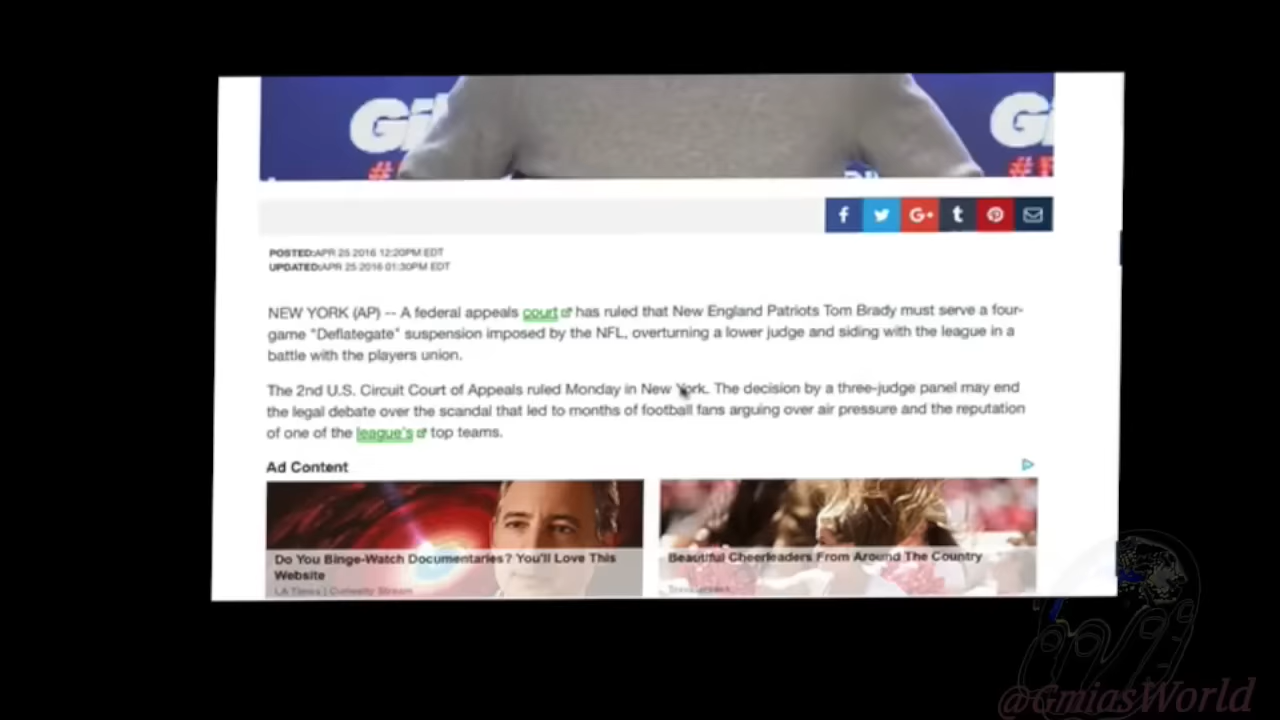 Gi
Gi
#
#
f
G+
t
POSTED:APR 25 2016 12:20PM EDT
UPDATED:APR 25 2016 01:30PM EDT
NEW YORK (AP) -- A federal appeals court has ruled that New England Patriots Tom Brady must serve a four-
game "Deflategate" suspension imposed by the NFL, overturning a lower judge and siding with the league in a
battle with the players union.
The 2nd U.S. Circuit Court of Appeals ruled Monday in New York. The decision by a three-judge panel may end
the legal debate over the scandal that led to months of football fans arguing over air pressure and the reputation
of one of the league's top teams.
Ad Content
Do You Binge-Watch Documentaries? You'll Love This
Website
LA Times | Curiosity Stream
Beautiful Cheerleaders From Around The Country
@GmiasWorld